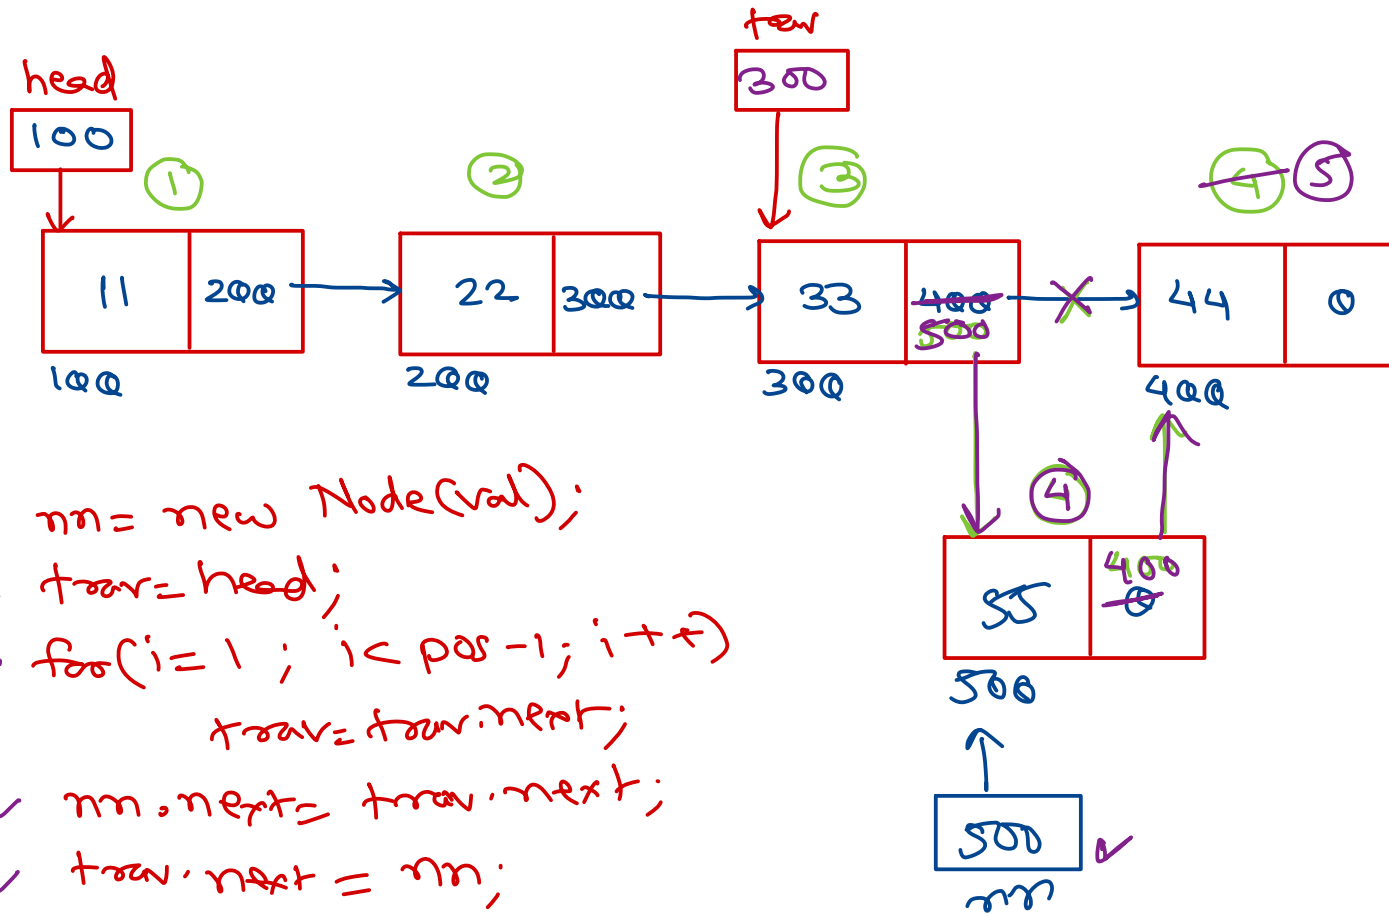 trav
head
300
100
1
2
3
4 5
11 200
22 300
33 400
500
44 0
100
200
300
400
4
nn = new Node(val);
trav = head;
for(i=1 ; i< pos-1; i++)
trav = trav.next;
nn.next = trav.next;
trav.next = nn;
400
55 0
500
500
nn